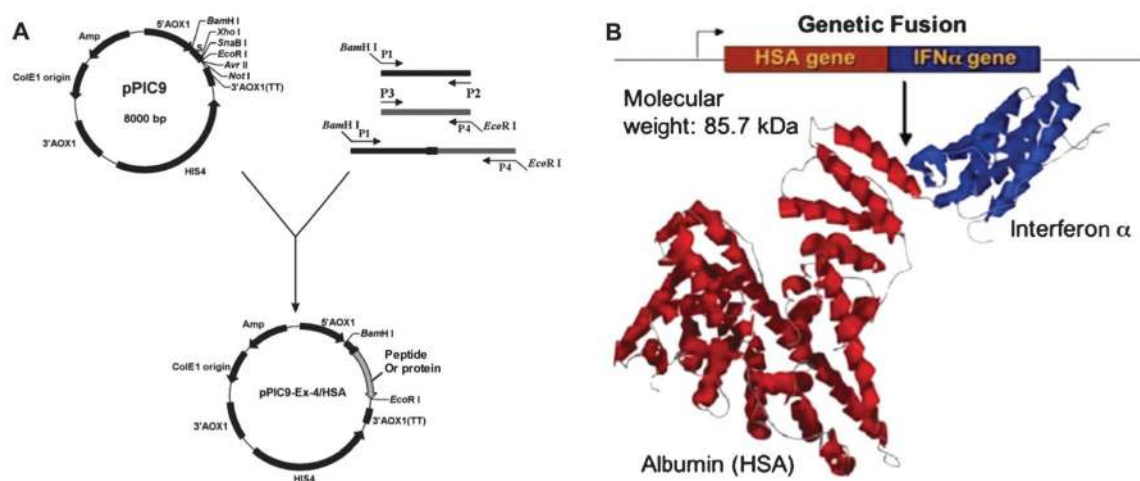 A
5'AOX1
BamH I
Xho I
S
SnaB I
EcoR I
Avr II
Not I
3'AOX1(TT)
Amp
ColE1 origin
pPIC9
8000 bp
3'AOX1
HIS4
BamH I
P1
P2
P3
P4
EcoR I
BamH I
P1
P4
EcoR I
5'AOX1
BamH I
Amp
Peptide
Or protein
ColE1 origin
pPIC9-Ex-4/HSA
EcoR I
3'AOX1(TT)
3'AOX1
HIS4
B
Genetic Fusion
HSA gene
IFNα gene
Molecular
weight: 85.7 kDa
Interferon α
Albumin (HSA)